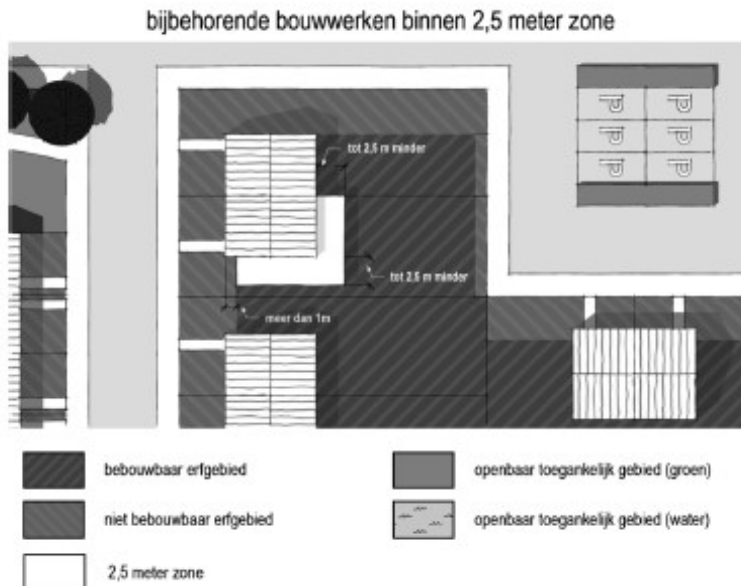 bijbehorende bouwwerken binnen 2,5 meter zone
tot 2,5 m minder
tot 2,5 m minder
meer dan 1m
bebouwbaar erfgebied
openbaar toegankelijk gebied (groen)
niet bebouwbaar erfgebied
openbaar toegankelijk gebied (water)
2,5 meter zone